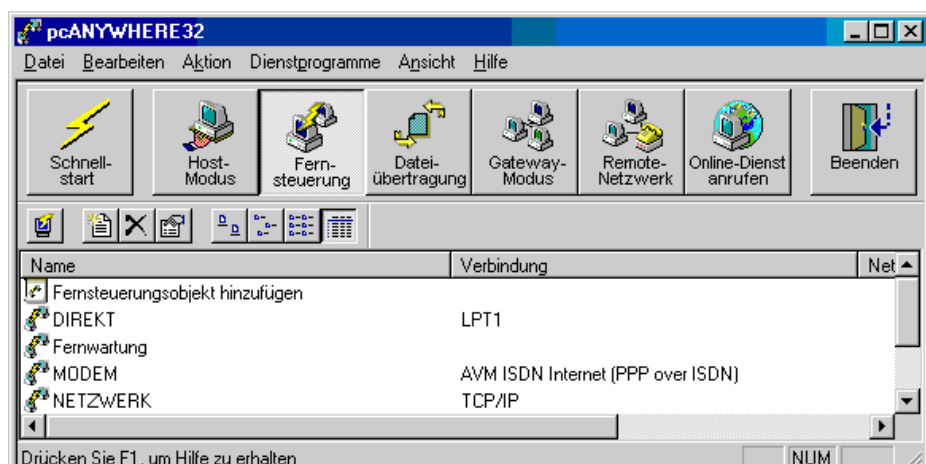 pcANYWHERE32
Datei Bearbeiten Aktion Dienstprogramme Ansicht Hilfe
Schnell-
start
Host-
Modus
Fern-
steuerung
Datei-
übertragung
Gateway-
Modus
Remote-
Netzwerk
Online-Dienst
anrufen
Beenden
Name Verbindung Net
Fernsteuerungsobjekt hinzufügen
DIREKT LPT1
Fernwartung
MODEM AVM ISDN Internet (PPP over ISDN)
NETZWERK TCP/IP
Drücken Sie F1, um Hilfe zu erhalten NUM